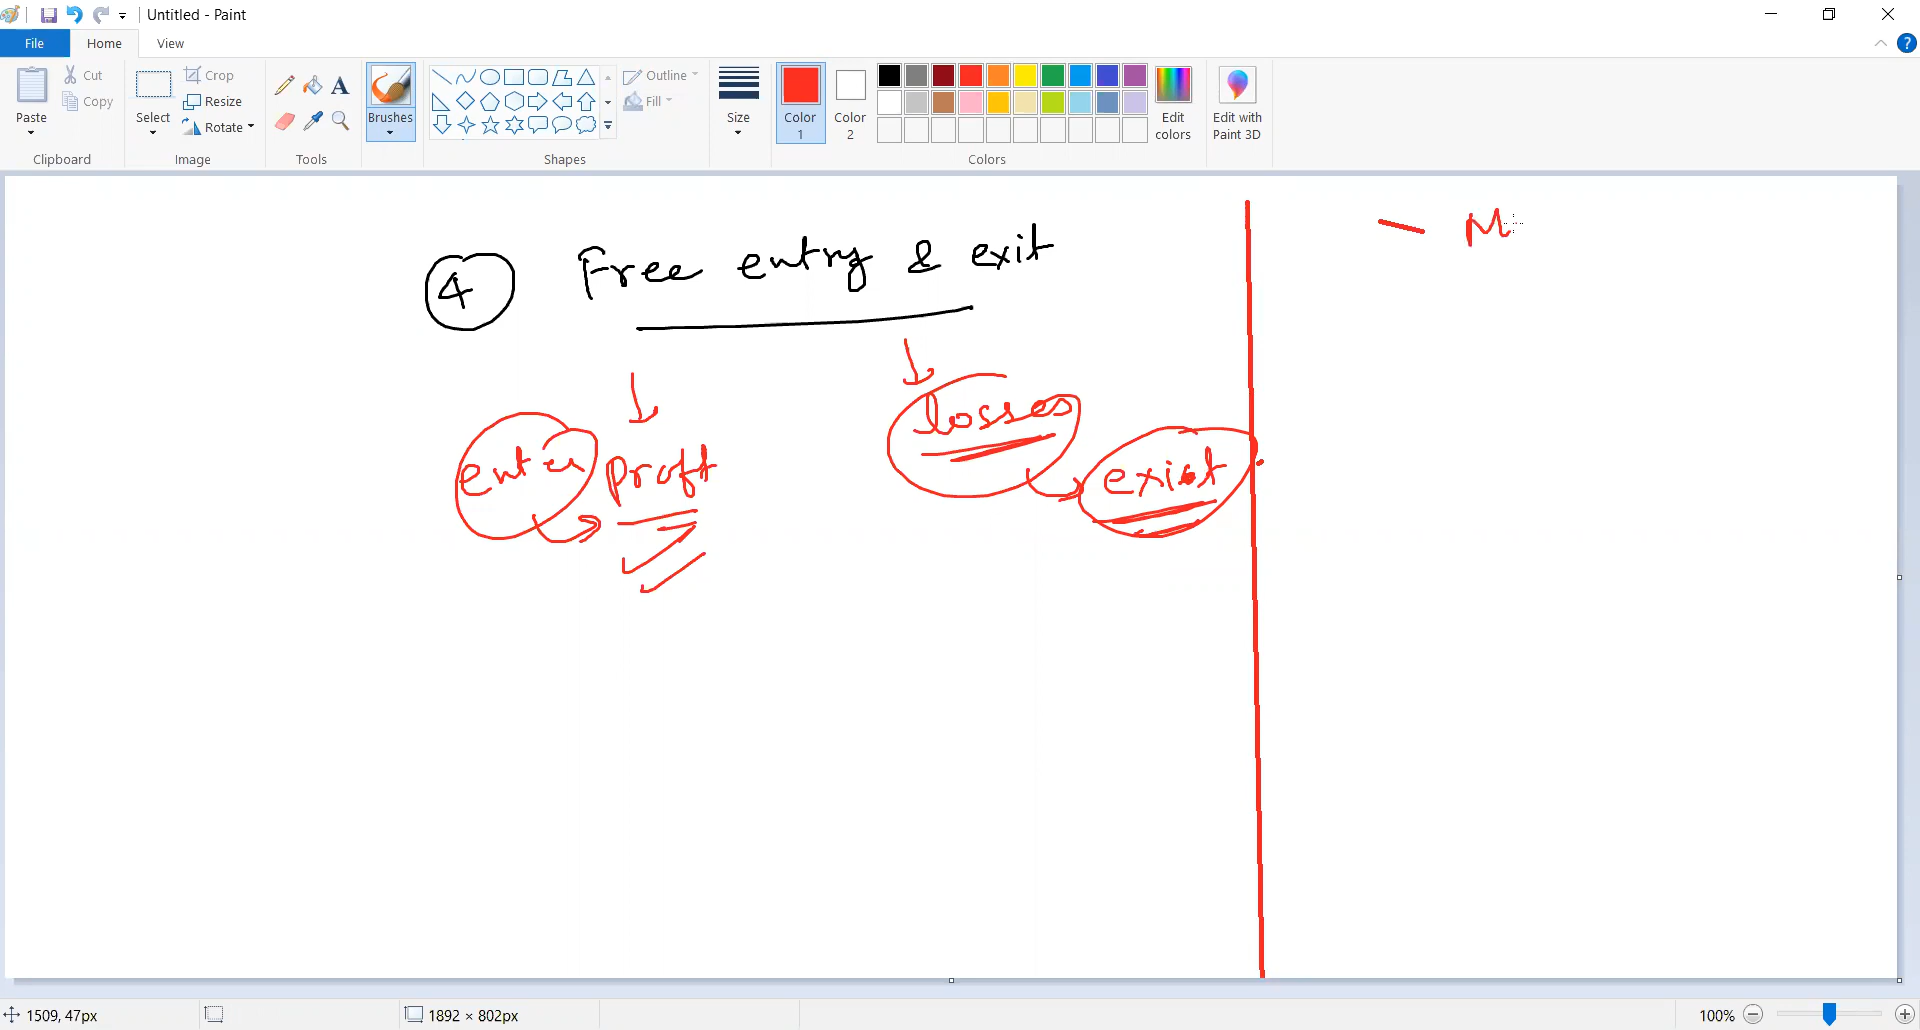 Untitled - Paint
File Home View
Paste
Cut
Copy
Clipboard
Select
Crop
Resize
Rotate
Image
Tools
Brushes
Shapes
Outline
Fill
Size
Color 1
Color 2
Colors
Edit colors
Edit with Paint 3D
4 Free entry & exit
enter profit
losses
exist
— M
1509, 47px
1892 × 802px
100%